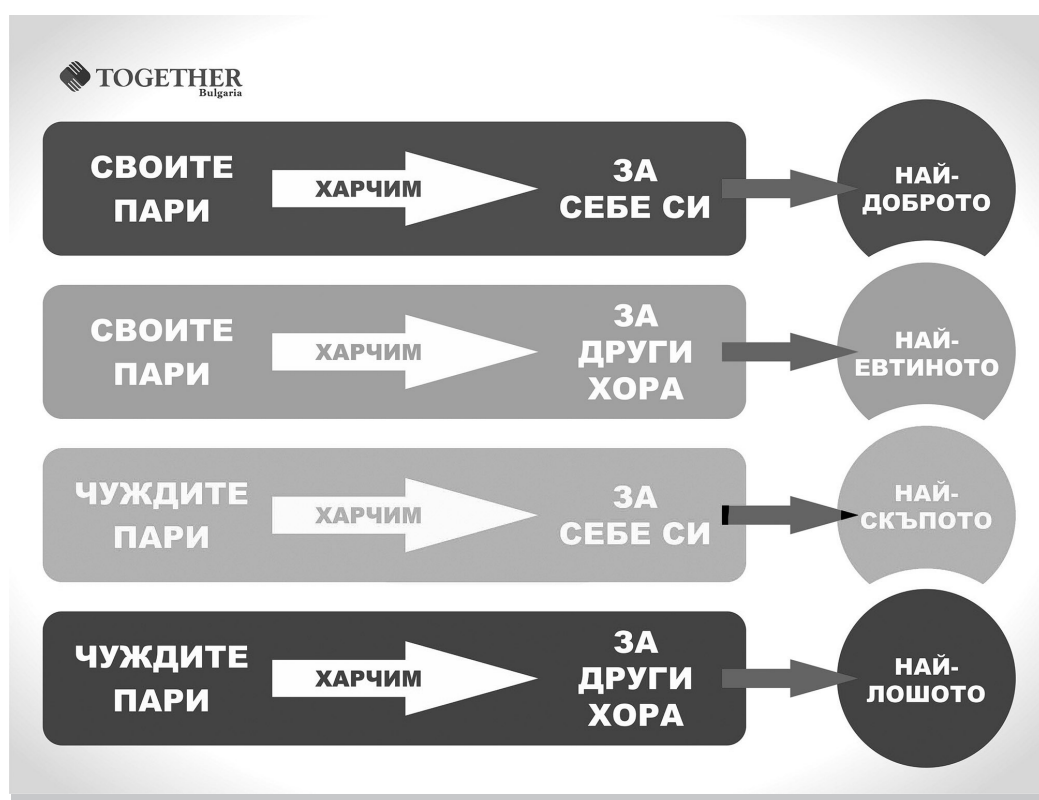 TOGETHER
Bulgaria
СВОИТЕ
ПАРИ
ХАРЧИМ
ЗА
СЕБЕ СИ
НАЙ-
ДОБРОТО
СВОИТЕ
ПАРИ
ХАРЧИМ
ЗА
ДРУГИ
ХОРА
НАЙ-
ЕВТИНОТО
ЧУЖДИТЕ
ПАРИ
ХАРЧИМ
ЗА
СЕБЕ СИ
НАЙ-
СКЪПОТО
ЧУЖДИТЕ
ПАРИ
ХАРЧИМ
ЗА
ДРУГИ
ХОРА
НАЙ-
ЛОШОТО